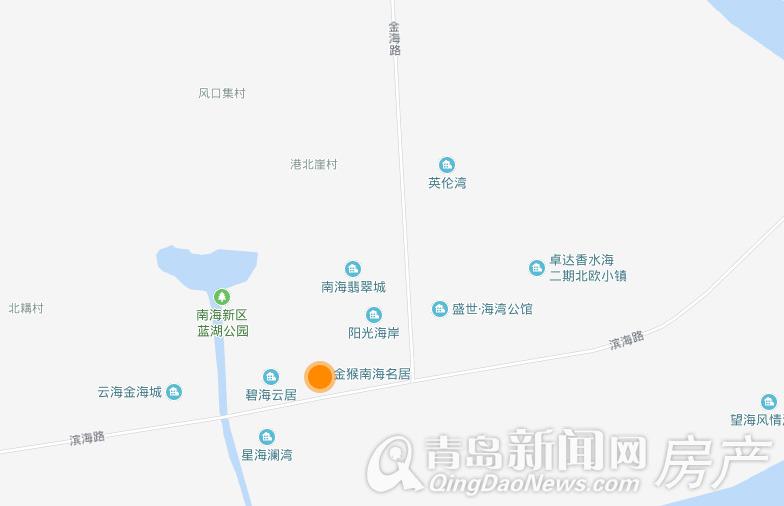 金海路
风口集村
港北崖村
英伦湾
卓达香水海
二期北欧小镇
南海翡翠城
南海新区
蓝湖公园
北耩村
盛世·海湾公馆
阳光海岸
滨海路
金猴南海名居
碧海云居
云海金海城
望海风情
滨海路
星海澜湾
青岛新闻网 房产
QingDaoNews.com